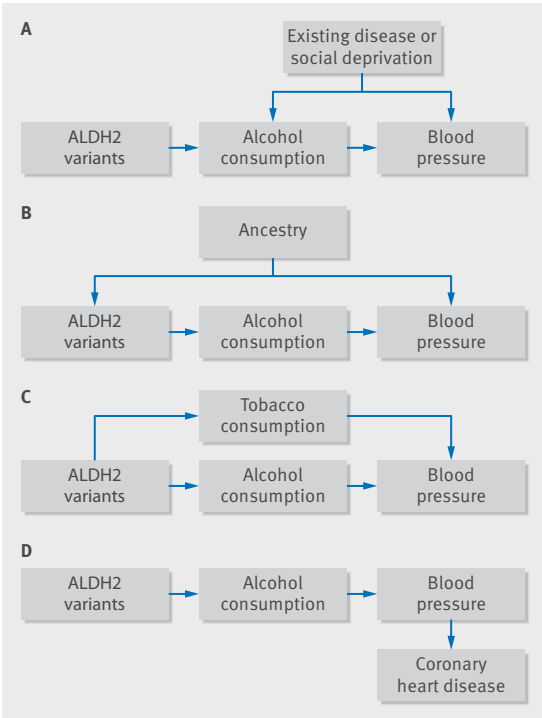 A
Existing disease or
social deprivation
ALDH2
variants
Alcohol
consumption
Blood
pressure
B
Ancestry
ALDH2
variants
Alcohol
consumption
Blood
pressure
C
Tobacco
consumption
ALDH2
variants
Alcohol
consumption
Blood
pressure
D
ALDH2
variants
Alcohol
consumption
Blood
pressure
Coronary
heart disease